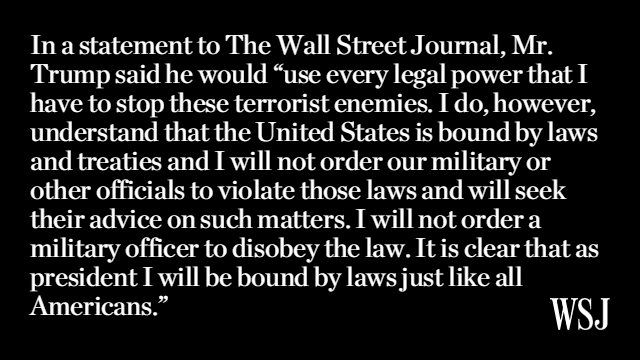 In a statement to The Wall Street Journal, Mr.
Trump said he would “use every legal power that I
have to stop these terrorist enemies. I do, however,
understand that the United States is bound by laws
and treaties and I will not order our military or
other officials to violate those laws and will seek
their advice on such matters. I will not order a
military officer to disobey the law. It is clear that as
president I will be bound by laws just like all
Americans.”
WSJ